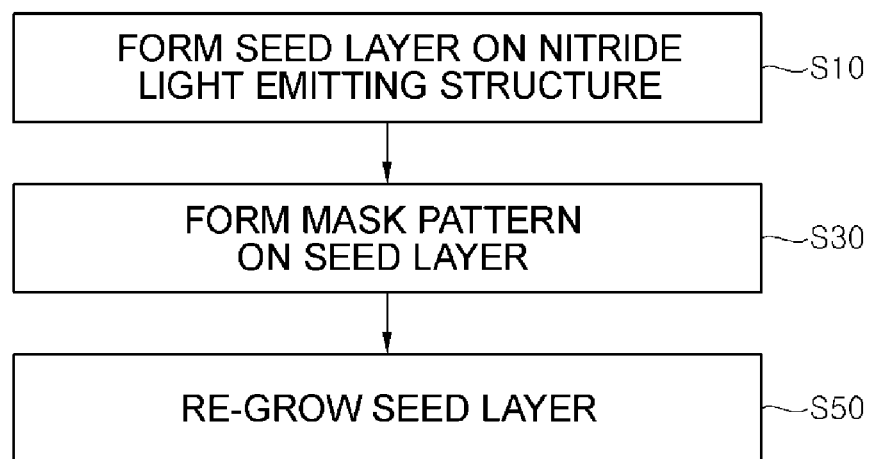 FORM SEED LAYER ON NITRIDE
LIGHT EMITTING STRUCTURE
S10
FORM MASK PATTERN
ON SEED LAYER
S30
RE-GROW SEED LAYER
S50